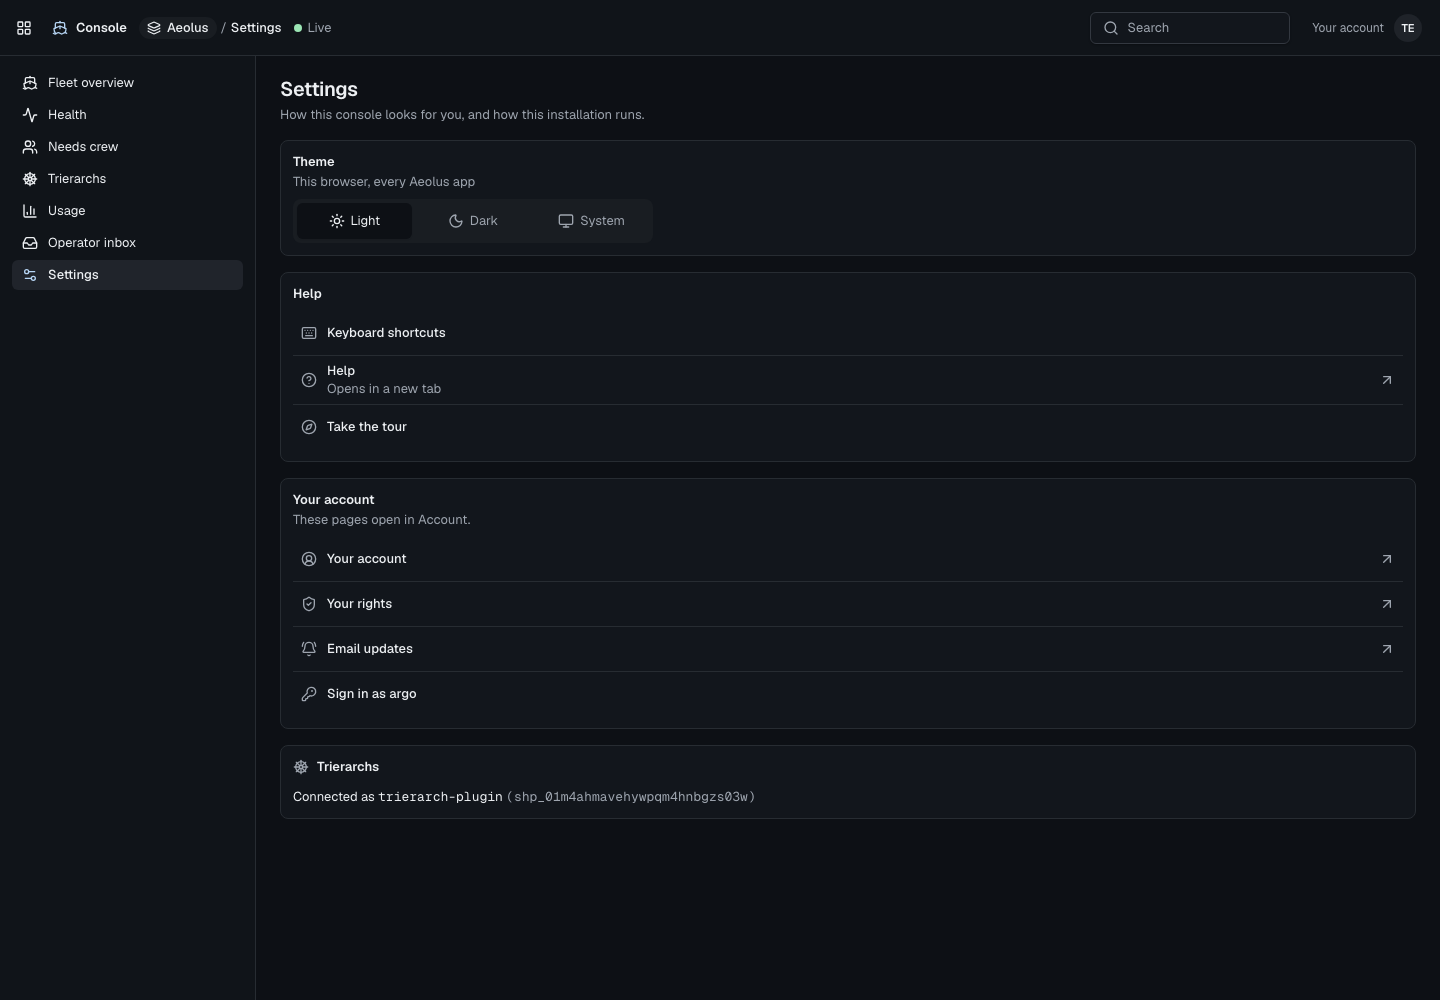 Console
Aeolus / Settings
Live
Search
Your account
TE
Fleet overview
Health
Needs crew
Trierarchs
Usage
Operator inbox
Settings
Settings
How this console looks for you, and how this installation runs.
Theme
This browser, every Aeolus app
Light
Dark
System
Help
Keyboard shortcuts
Help
Opens in a new tab
Take the tour
Your account
These pages open in Account.
Your account
Your rights
Email updates
Sign in as argo
Trierarchs
Connected as trierarch-plugin (shp_01m4ahmavehywpqm4hnbgzs03w)